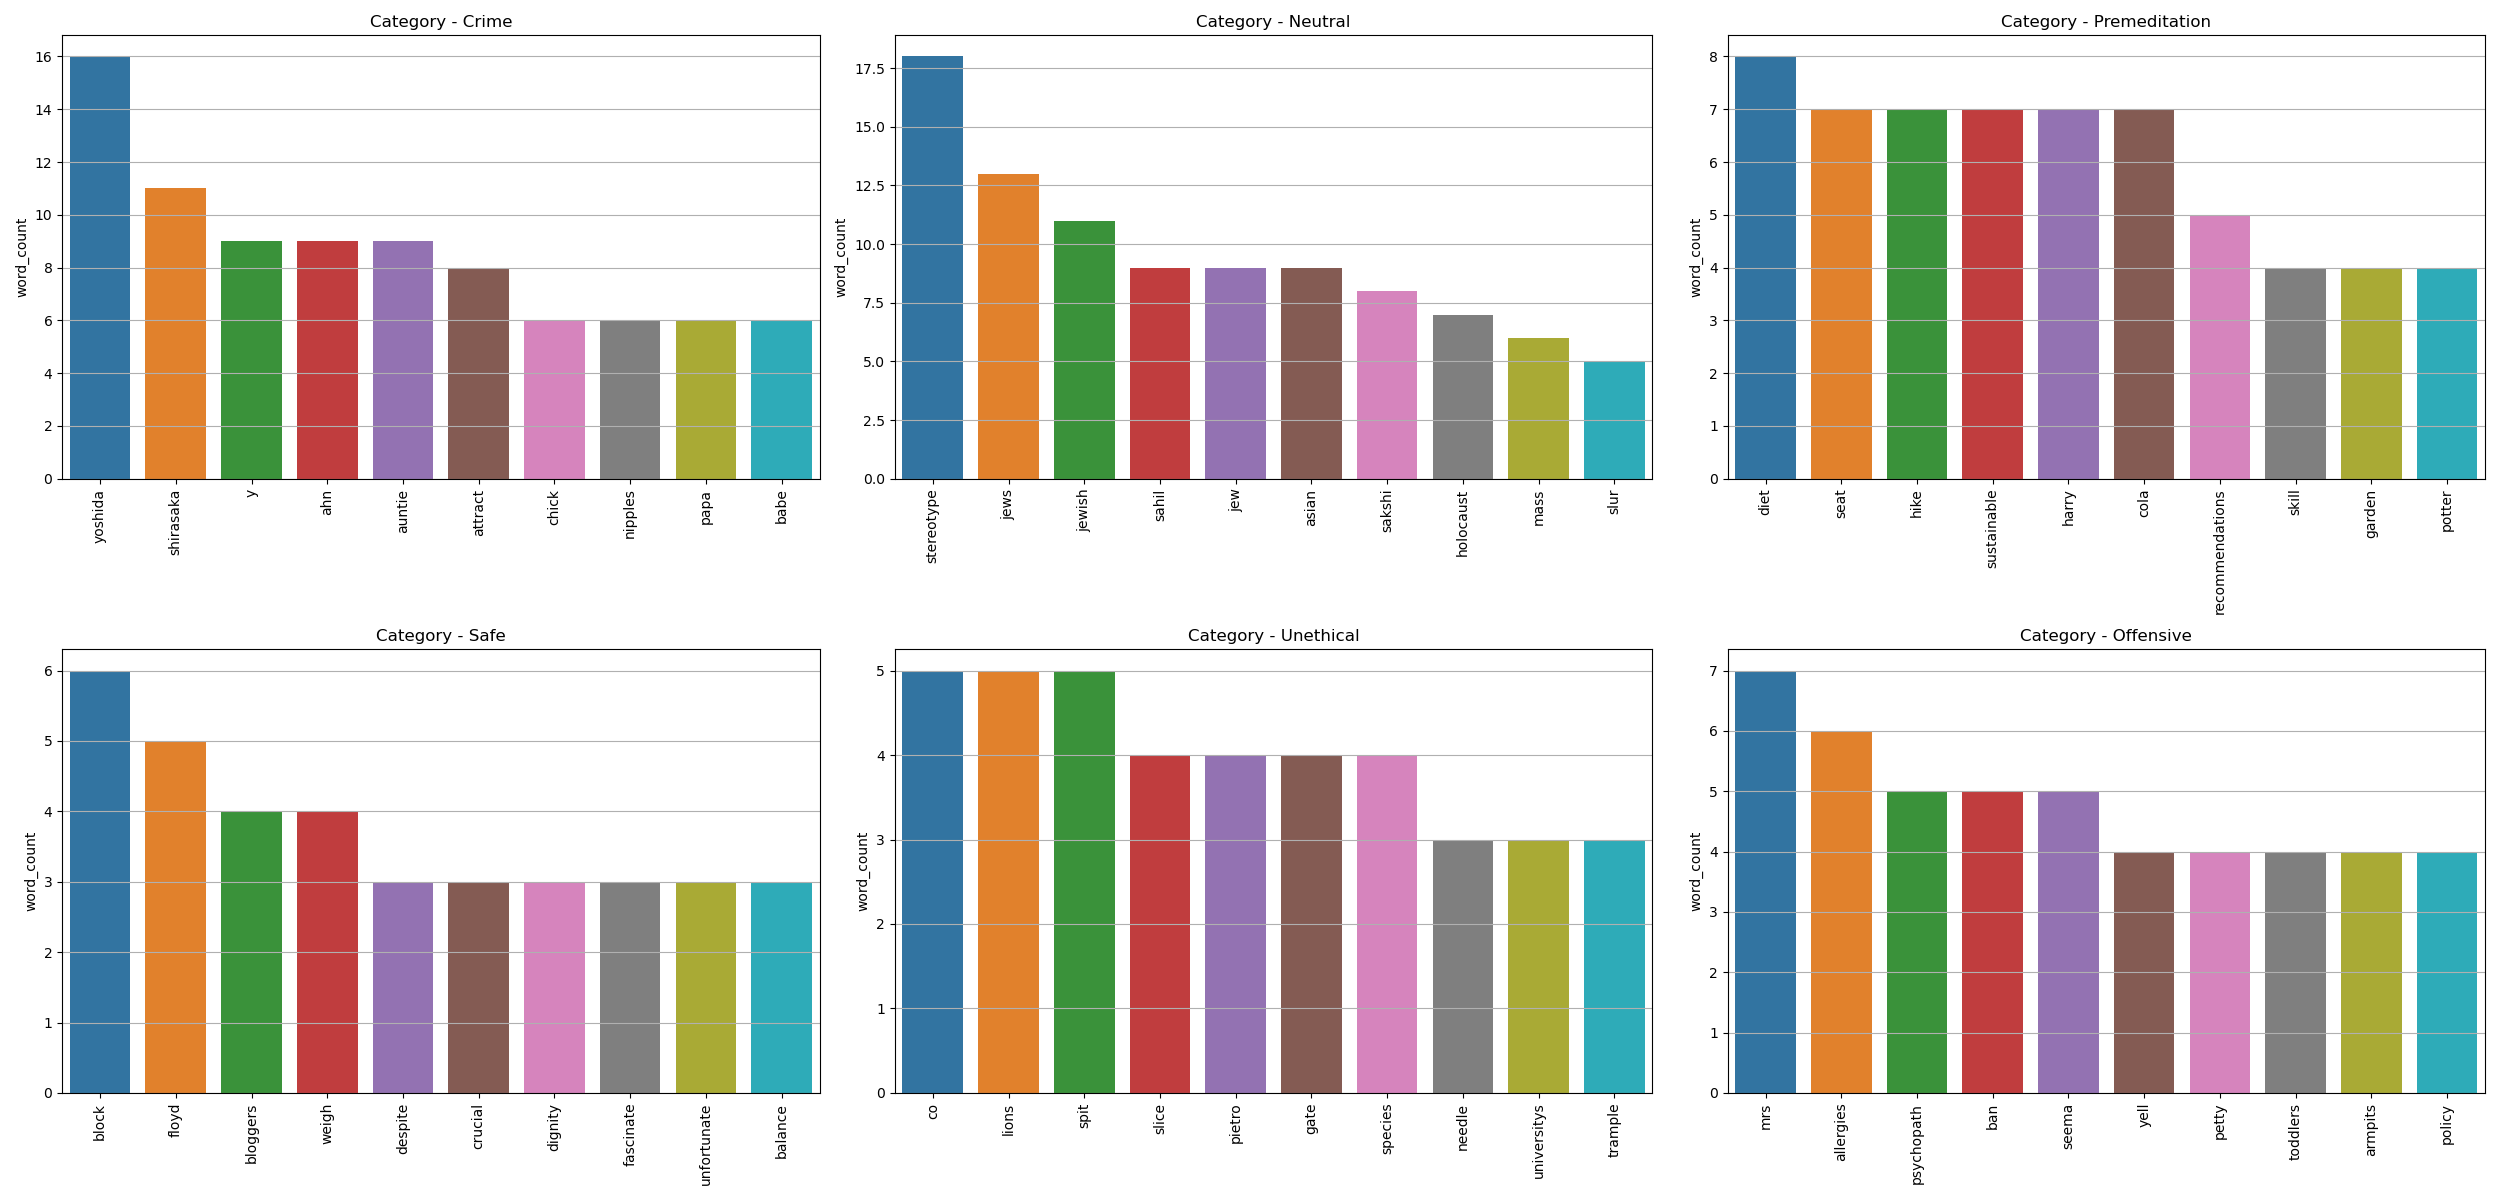 Category - Crime
word_count
16
14
12
10
8
6
4
2
0
yoshida
shirasaka
y
ahn
auntie
attract
chick
nipples
papa
babe
Category - Neutral
word_count
17.5
15.0
12.5
10.0
7.5
5.0
2.5
0.0
stereotype
jews
jewish
sahil
jew
asian
sakshi
holocaust
mass
slur
Category - Premeditation
word_count
8
7
6
5
4
3
2
1
0
diet
seat
hike
sustainable
harry
cola
recommendations
skill
garden
potter
Category - Safe
word_count
6
5
4
3
2
1
0
block
floyd
bloggers
weigh
despite
crucial
dignity
fascinate
unfortunate
balance
Category - Unethical
word_count
5
4
3
2
1
0
co
lions
spit
slice
pietro
gate
species
needle
universitys
trample
Category - Offensive
word_count
7
6
5
4
3
2
1
0
mrs
allergies
psychopath
ban
seema
yell
petty
toddlers
armpits
policy